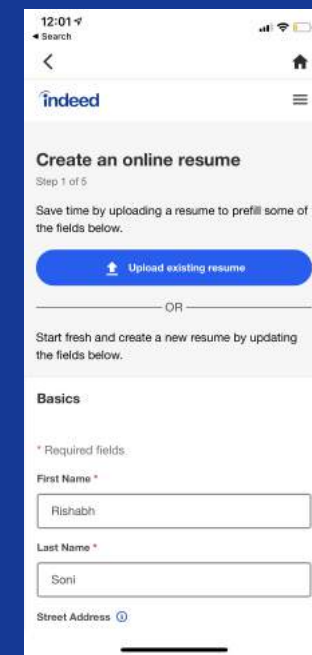 12:01
Search
indeed
Create an online resume
Step 1 of 5
Save time by uploading a resume to prefill some of
the fields below.
Upload existing resume
OR
Start fresh and create a new resume by updating
the fields below.
Basics
* Required fields
First Name *
Rishabh
Last Name *
Soni
Street Address